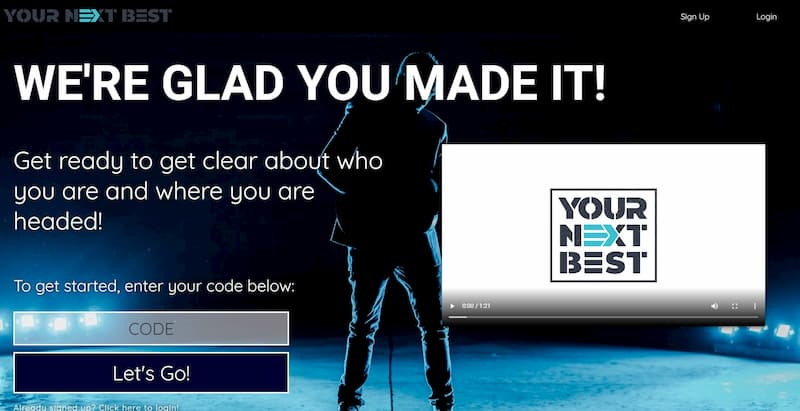 YOUR NEXT BEST
Sign Up
Login
WE'RE GLAD YOU MADE IT!
Get ready to get clear about who
you are and where you are
headed!
YOUR
NEXT
BEST
To get started, enter your code below:
0:00 / 1:21
CODE
Let's Go!
Already signed up? Click here to login!